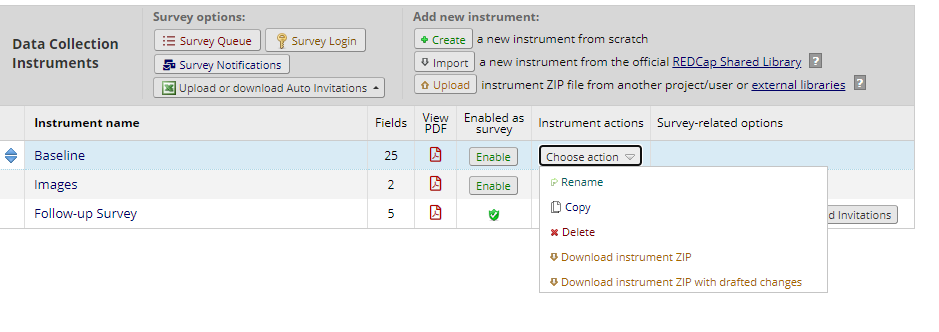 Data Collection Instruments
Survey options:
Survey Queue
Survey Login
Survey Notifications
Upload or download Auto Invitations
Add new instrument:
Create a new instrument from scratch
Import a new instrument from the official REDCap Shared Library ?
Upload instrument ZIP file from another project/user or external libraries ?
Instrument name Fields View PDF Enabled as survey Instrument actions Survey-related options
Baseline 25 Enable Choose action
Images 2 Enable
Follow-up Survey 5 d Invitations
Rename
Copy
Delete
Download instrument ZIP
Download instrument ZIP with drafted changes